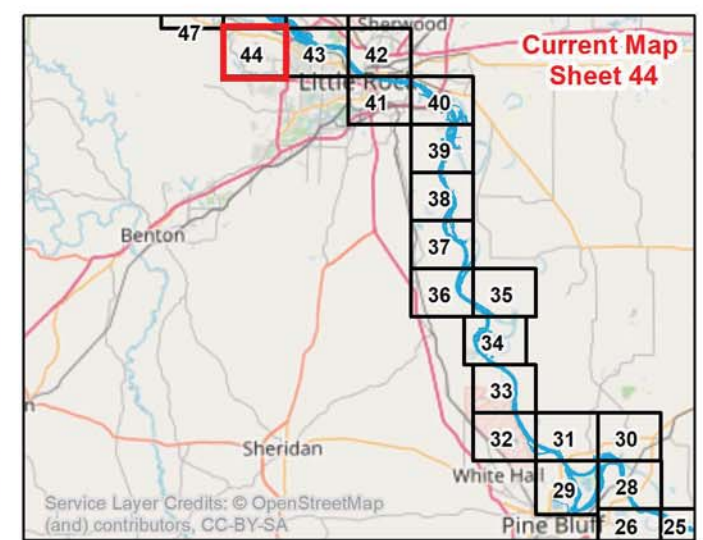 Sherwood
47
44
43
42
Current Map
Sheet 44
Little Rock
41
40
39
38
Benton
37
36
35
34
33
32
31
30
Sheridan
White Hall
29
28
Service Layer Credits: © OpenStreetMap
(and) contributors, CC-BY-SA
Pine Bluff
26
25
n